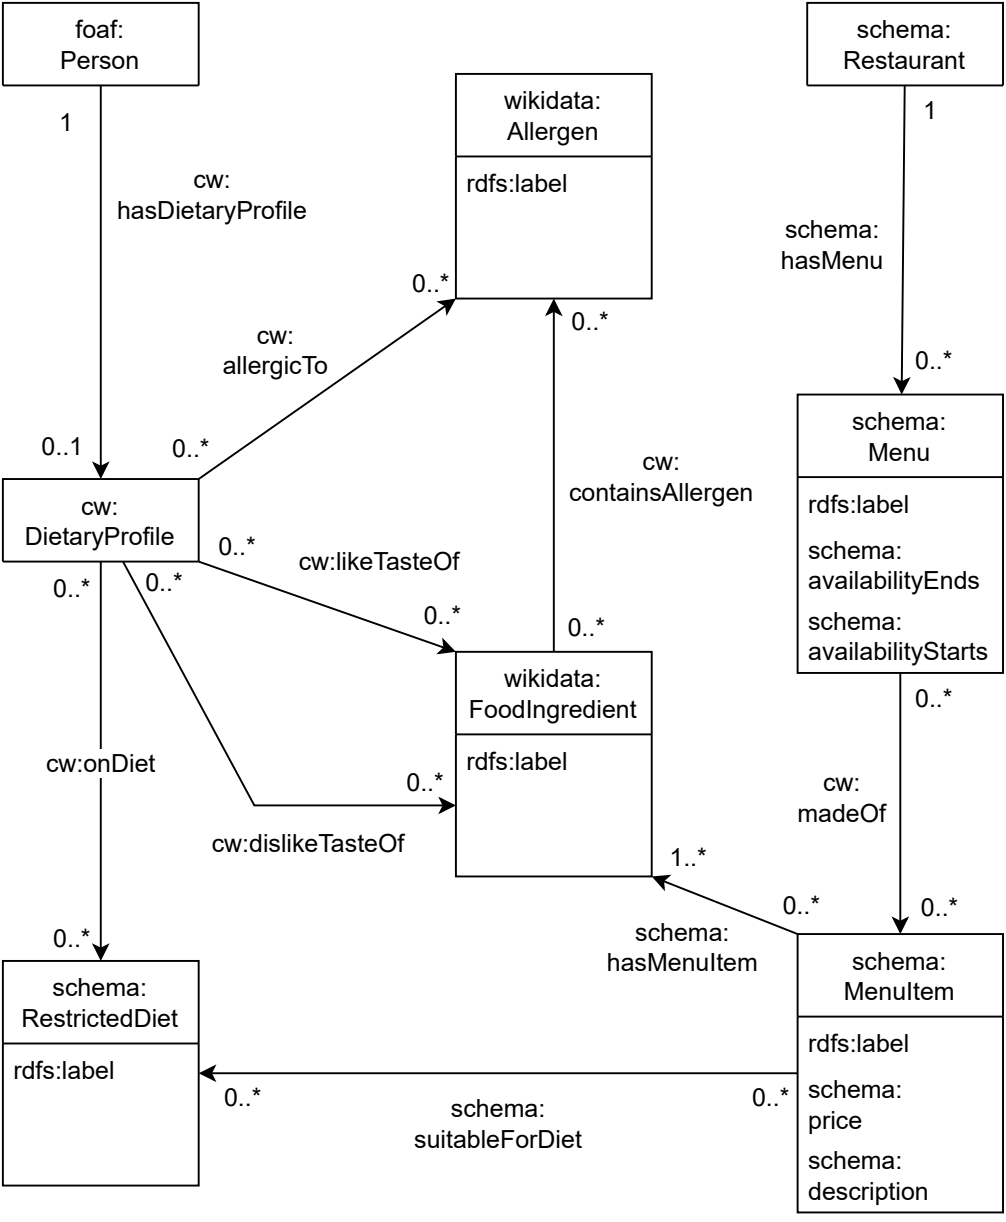 foaf:
Person
schema:
Restaurant
1
1
wikidata:
Allergen
rdfs:label
cw:
hasDietaryProfile
schema:
hasMenu
0..*
0..*
cw:
allergicTo
0..*
0..1
0..*
cw:
DietaryProfile
cw:
containsAllergen
schema:
Menu
rdfs:label
schema:
availabilityEnds
schema:
availabilityStarts
0..*
cw:likeTasteOf
0..*
0..*
0..*
0..*
wikidata:
FoodIngredient
rdfs:label
0..*
cw:onDiet
0..*
cw:dislikeTasteOf
cw:
madeOf
1..*
0..*
0..*
schema:
hasMenuItem
0..*
schema:
RestrictedDiet
rdfs:label
schema:
MenuItem
rdfs:label
schema:
price
schema:
description
0..*
0..*
schema:
suitableForDiet